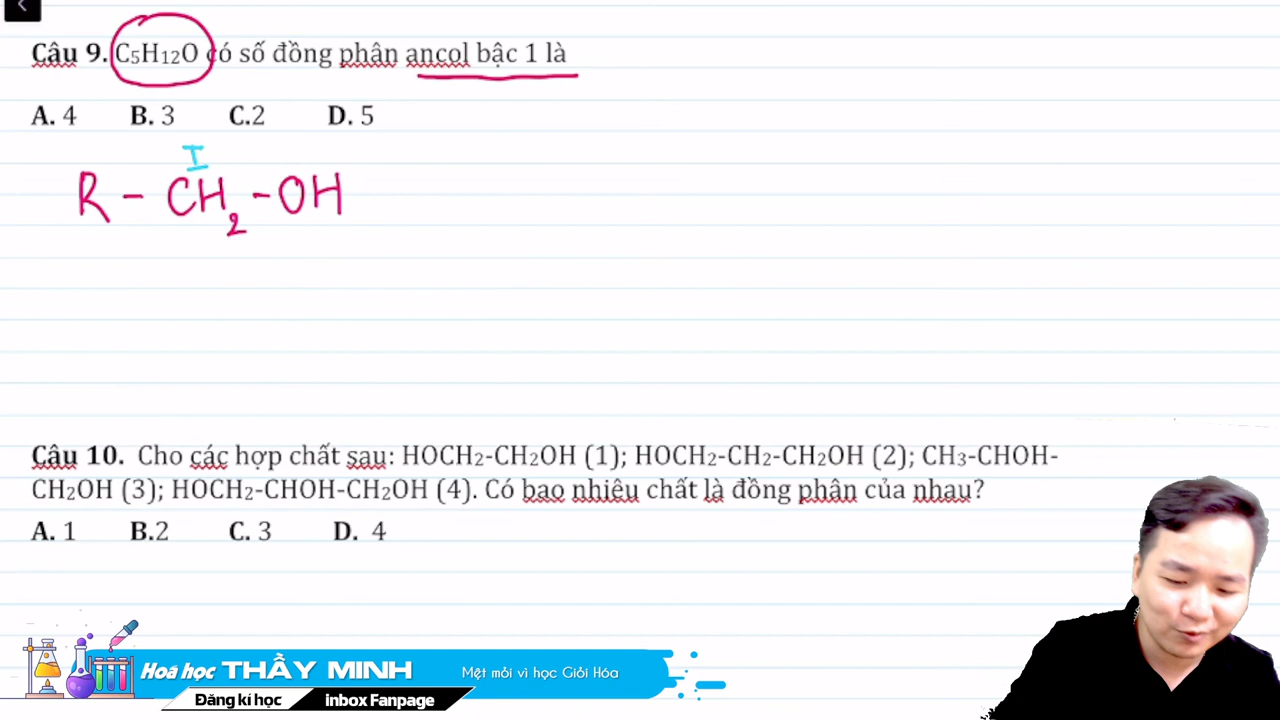 Câu 9. C5H12O có số đồng phân ancol bậc 1 là
A. 4 B. 3 C.2 D. 5
I
R - CH2 - OH
Câu 10. Cho các hợp chất sau: HOCH2-CH2OH (1); HOCH2-CH2-CH2OH (2); CH3-CHOH-
CH2OH (3); HOCH2-CHOH-CH2OH (4). Có bao nhiêu chất là đồng phân của nhau?
A. 1 B.2 C. 3 D. 4
Hoá học THẦY MINH Mệt mỏi vì học Giỏi Hóa
Đăng kí học inbox Fanpage